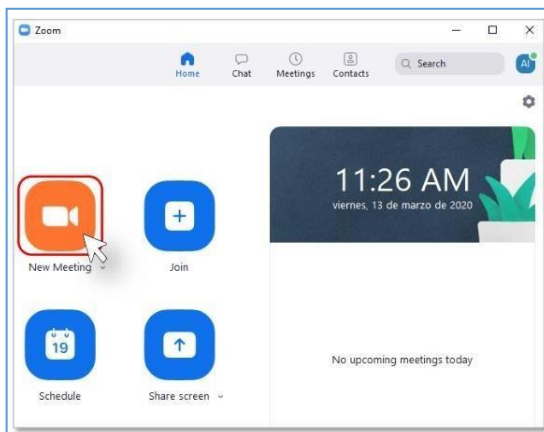 Zoom
Home Chat Meetings Contacts Search AI
11:26 AM
viernes, 13 de marzo de 2020
New Meeting Join
19
Schedule Share screen
No upcoming meetings today